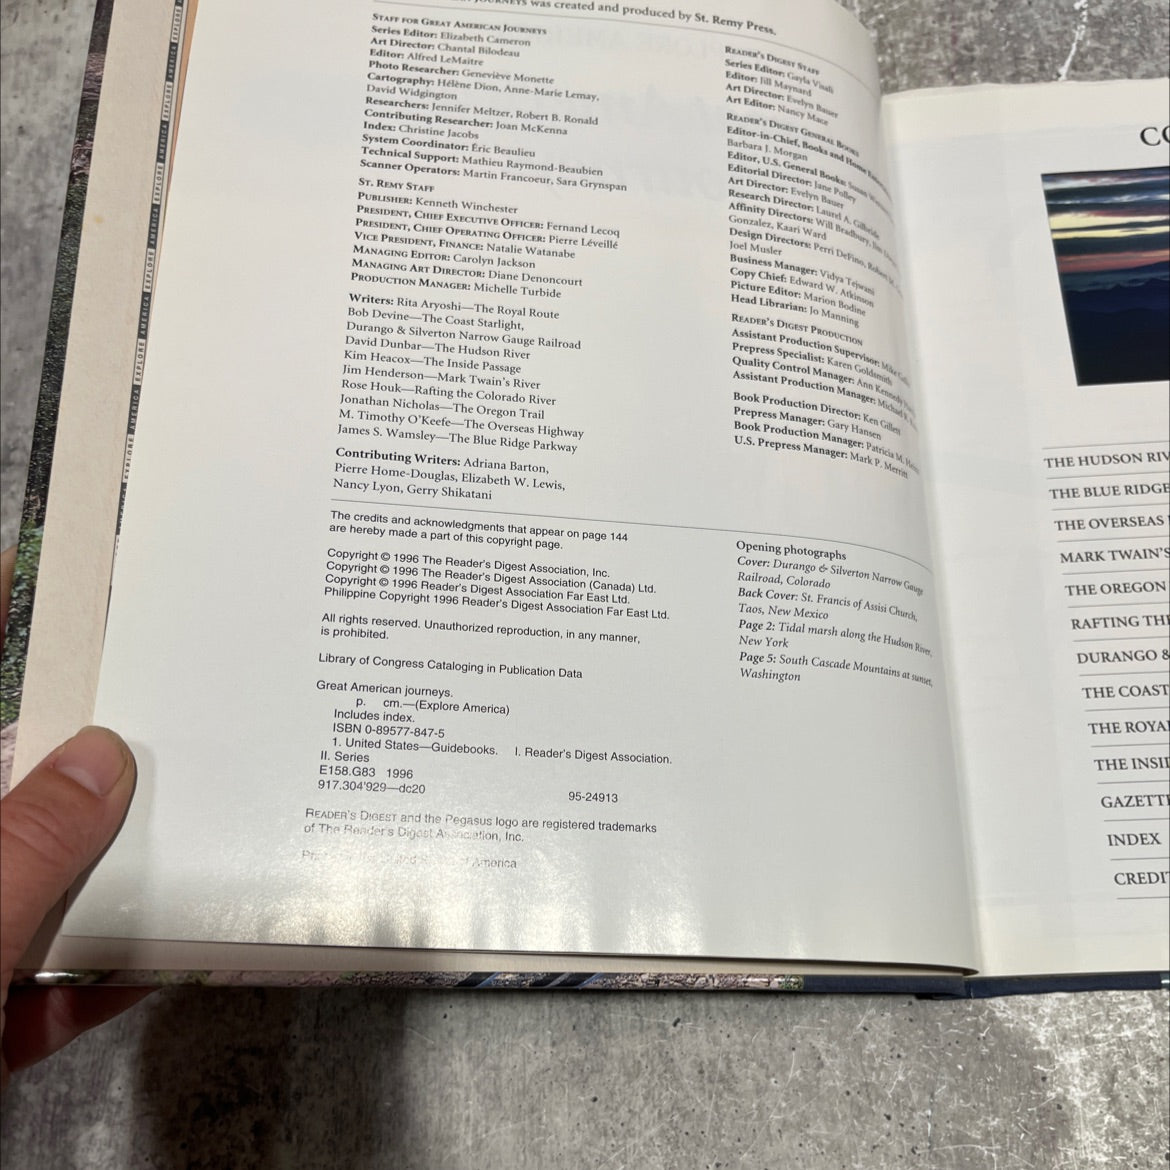 JOURNEYS was created and produced by St. Remy Press.
STAFF FOR GREAT AMERICAN JOURNEYS
Series Editor: Elizabeth Cameron
Art Director: Chantal Bilodeau
Editor: Alfred LeMaitre
Photo Researcher: Geneviève Monette
Cartography: Hélène Dion, Anne-Marie Lemay,
David Widgington
Researchers: Jennifer Meltzer, Robert B. Ronald
Contributing Researcher: Joan McKenna
Index: Christine Jacobs
System Coordinator: Éric Beaulieu
Technical Support: Mathieu Raymond-Beaubien
Scanner Operators: Martin Francoeur, Sara Grynspan
ST. REMY STAFF
PUBLISHER: Kenneth Winchester
PRESIDENT, CHIEF EXECUTIVE OFFICER: Fernand Lecoq
PRESIDENT, CHIEF OPERATING OFFICER: Pierre Léveillé
VICE PRESIDENT, FINANCE: Natalie Watanabe
MANAGING EDITOR: Carolyn Jackson
MANAGING ART DIRECTOR: Diane Denoncourt
PRODUCTION MANAGER: Michelle Turbide
Writers: Rita Aryoshi—The Royal Route
Bob Devine—The Coast Starlight,
Durango & Silverton Narrow Gauge Railroad
David Dunbar—The Hudson River
Kim Heacox—The Inside Passage
Jim Henderson—Mark Twain's River
Rose Houk—Rafting the Colorado River
Jonathan Nicholas—The Oregon Trail
M. Timothy O'Keefe—The Overseas Highway
James S. Wamsley—The Blue Ridge Parkway
Contributing Writers: Adriana Barton,
Pierre Home-Douglas, Elizabeth W. Lewis,
Nancy Lyon, Gerry Shikatani
READER'S DIGEST STAFF
Series Editor: Gayla Visalli
Editor: Jill Maynard
Art Director: Evelyn Bauer
Art Editor: Nancy Mace
READER'S DIGEST GENERAL BOOKS
Editor-in-Chief, Books and Home
Barbara J. Morgan
Editor, U.S. General Books: Susan
Editorial Director: Jane Polley
Art Director: Evelyn Bauer
Research Director: Laurel A. Gilbride
Affinity Directors: Will Bradbury, Jim
Gonzalez, Kaari Ward
Design Directors: Perri DeFino, Robert M.
Joel Musler
Business Manager: Vidya Tejwani
Copy Chief: Edward W. Atkinson
Picture Editor: Marion Bodine
Head Librarian: Jo Manning
READER'S DIGEST PRODUCTION
Assistant Production Supervisor: Mike
Prepress Specialist: Karen Goldsmith
Quality Control Manager: Ann Kennedy
Assistant Production Manager: Michael
Book Production Director: Ken Gillett
Prepress Manager: Gary Hansen
Book Production Manager: Patricia M.
U.S. Prepress Manager: Mark P. Merritt
The credits and acknowledgments that appear on page 144
are hereby made a part of this copyright page.
Copyright © 1996 The Reader's Digest Association, Inc.
Copyright © 1996 The Reader's Digest Association (Canada) Ltd.
Copyright © 1996 Reader's Digest Association Far East Ltd.
Philippine Copyright 1996 Reader's Digest Association Far East Ltd.
All rights reserved. Unauthorized reproduction, in any manner,
is prohibited.
Library of Congress Cataloging in Publication Data
Great American journeys.
p. cm.—(Explore America)
Includes index.
ISBN 0-89577-847-5
1. United States—Guidebooks. I. Reader's Digest Association.
II. Series
E158.G83 1996
917.304'929—dc20 95-24913
READER'S DIGEST and the Pegasus logo are registered trademarks
of The Reader's Digest Association, Inc.
America
Opening photographs
Cover: Durango & Silverton Narrow Gauge
Railroad, Colorado
Back Cover: St. Francis of Assisi Church,
Taos, New Mexico
Page 2: Tidal marsh along the Hudson River,
New York
Page 5: South Cascade Mountains at sunset,
Washington
CO
THE HUDSON RIV
THE BLUE RIDGE
THE OVERSEAS
MARK TWAIN'S
THE OREGON
RAFTING THE
DURANGO &
THE COAST
THE ROYA
THE INSI
GAZETT
INDEX
CREDIT
EXPLORE AMERICA EXPLORE AMERICA EXPLORE AMERICA EXPLORE